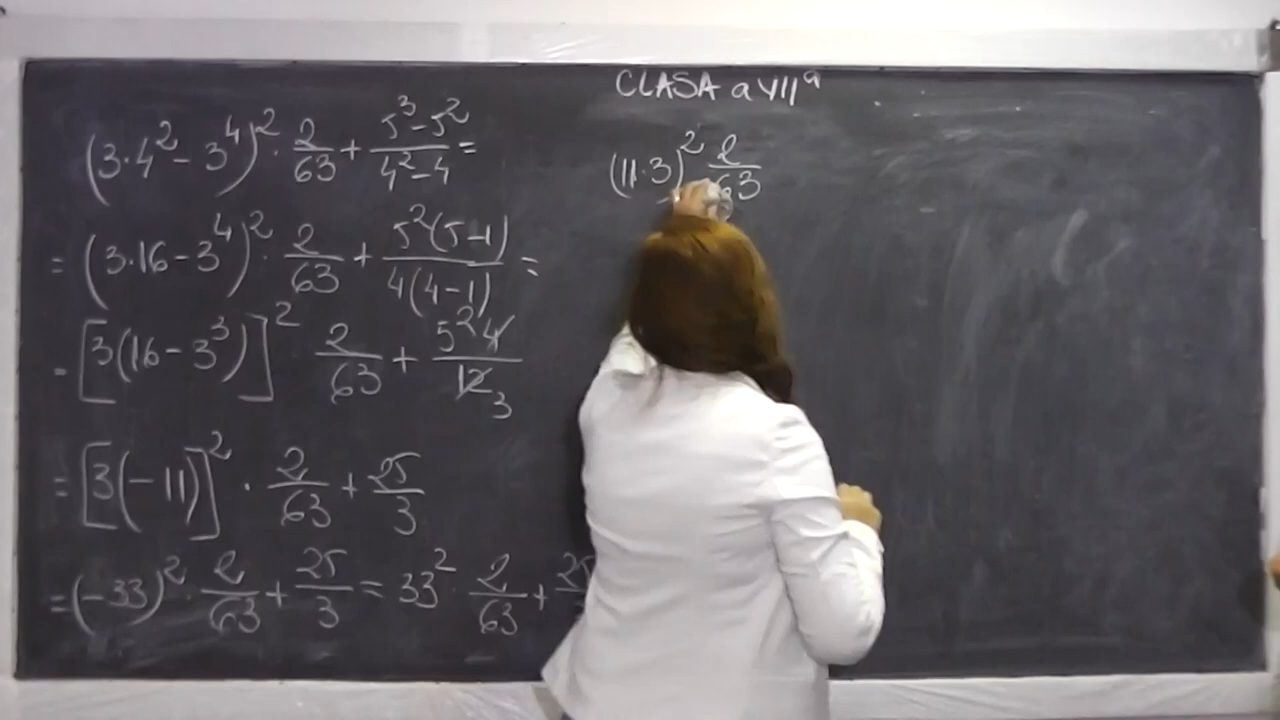 CLASA a VII a
(3·4² - 3⁴)² · 2/63 + (5³ - 5²)/(4² - 4) =
= (3·16 - 3⁴)² · 2/63 + 5²(5-1)/4(4-1) =
= [3(16 - 3³)]² 2/63 + 5² 4/12 3
= [3(-11)]² · 2/63 + 25/3
= (-33)² · 2/63 + 25/3 = 33² · 2/63 + 25
(11·3)² 2/63